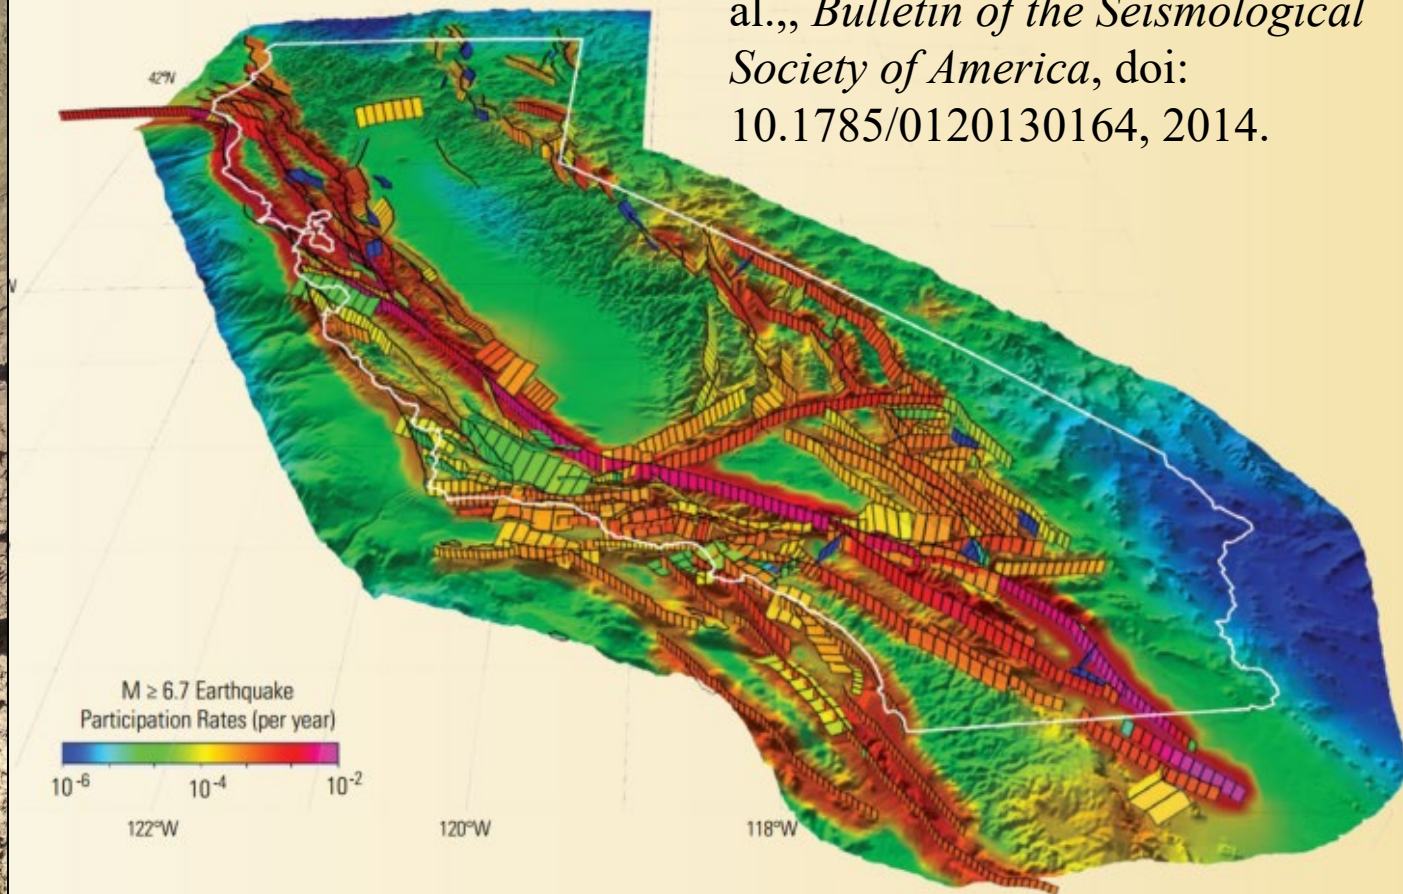 al.,, Bulletin of the Seismological
Society of America, doi:
10.1785/0120130164, 2014.
42°N
N
M ≥ 6.7 Earthquake
Participation Rates (per year)
10-6 10-4 10-2
122°W 120°W 118°W